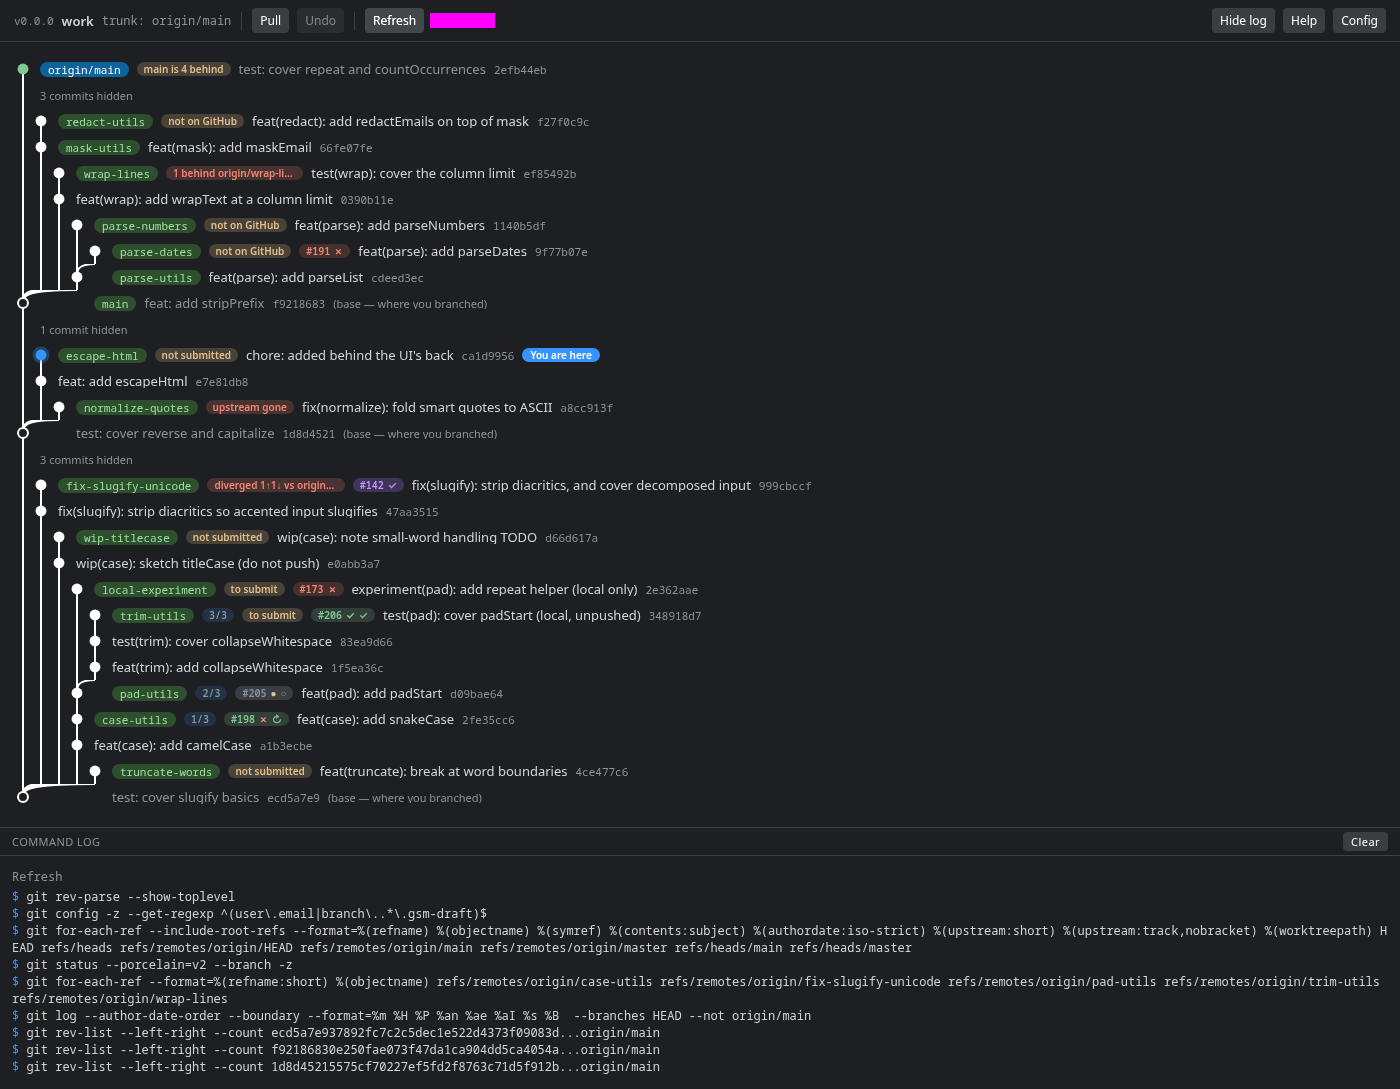 v0.0.0 work trunk: origin/main Pull Undo Refresh Hide log Help Config
origin/main main is 4 behind test: cover repeat and countOccurrences 2efb44eb
3 commits hidden
redact-utils not on GitHub feat(redact): add redactEmails on top of mask f27f0c9c
mask-utils feat(mask): add maskEmail 66fe07fe
wrap-lines 1 behind origin/wrap-li... test(wrap): cover the column limit ef85492b
feat(wrap): add wrapText at a column limit 0390b11e
parse-numbers not on GitHub feat(parse): add parseNumbers 1140b5df
parse-dates not on GitHub #191 × feat(parse): add parseDates 9f77b07e
parse-utils feat(parse): add parseList cdeed3ec
main feat: add stripPrefix f9218683 (base — where you branched)
1 commit hidden
escape-html not submitted chore: added behind the UI's back ca1d9956 You are here
feat: add escapeHtml e7e81db8
normalize-quotes upstream gone fix(normalize): fold smart quotes to ASCII a8cc913f
test: cover reverse and capitalize 1d8d4521 (base — where you branched)
3 commits hidden
fix-slugify-unicode diverged 1↑1↓ vs origin... #142 ✓ fix(slugify): strip diacritics, and cover decomposed input 999cbccf
fix(slugify): strip diacritics so accented input slugifies 47aa3515
wip-titlecase not submitted wip(case): note small-word handling TODO d66d617a
wip(case): sketch titleCase (do not push) e0abb3a7
local-experiment to submit #173 × experiment(pad): add repeat helper (local only) 2e362aae
trim-utils 3/3 to submit #206 ✓ ✓ test(pad): cover padStart (local, unpushed) 348918d7
test(trim): cover collapseWhitespace 83ea9d66
feat(trim): add collapseWhitespace 1f5ea36c
pad-utils 2/3 #205 ● ○ feat(pad): add padStart d09bae64
case-utils 1/3 #198 × ↻ feat(case): add snakeCase 2fe35cc6
feat(case): add camelCase a1b3ecbe
truncate-words not submitted feat(truncate): break at word boundaries 4ce477c6
test: cover slugify basics ecd5a7e9 (base — where you branched)
COMMAND LOG Clear
Refresh
$ git rev-parse --show-toplevel
$ git config -z --get-regexp ^(user\.email|branch\..*\.gsm-draft)$
$ git for-each-ref --include-root-refs --format=%(refname) %(objectname) %(symref) %(contents:subject) %(authordate:iso-strict) %(upstream:short) %(upstream:track,nobracket) %(worktreepath) H
EAD refs/heads refs/remotes/origin/HEAD refs/remotes/origin/main refs/remotes/origin/master refs/heads/main refs/heads/master
$ git status --porcelain=v2 --branch -z
$ git for-each-ref --format=%(refname:short) %(objectname) refs/remotes/origin/case-utils refs/remotes/origin/fix-slugify-unicode refs/remotes/origin/pad-utils refs/remotes/origin/trim-utils
refs/remotes/origin/wrap-lines
$ git log --author-date-order --boundary --format=%m %H %P %an %ae %aI %s %B --branches HEAD --not origin/main
$ git rev-list --left-right --count ecd5a7e937892fc7c2c5dec1e522d4373f09083d...origin/main
$ git rev-list --left-right --count f92186830e250fae073f47da1ca904dd5ca4054a...origin/main
$ git rev-list --left-right --count 1d8d45215575cf70227ef5fd2f8763c71d5f912b...origin/main